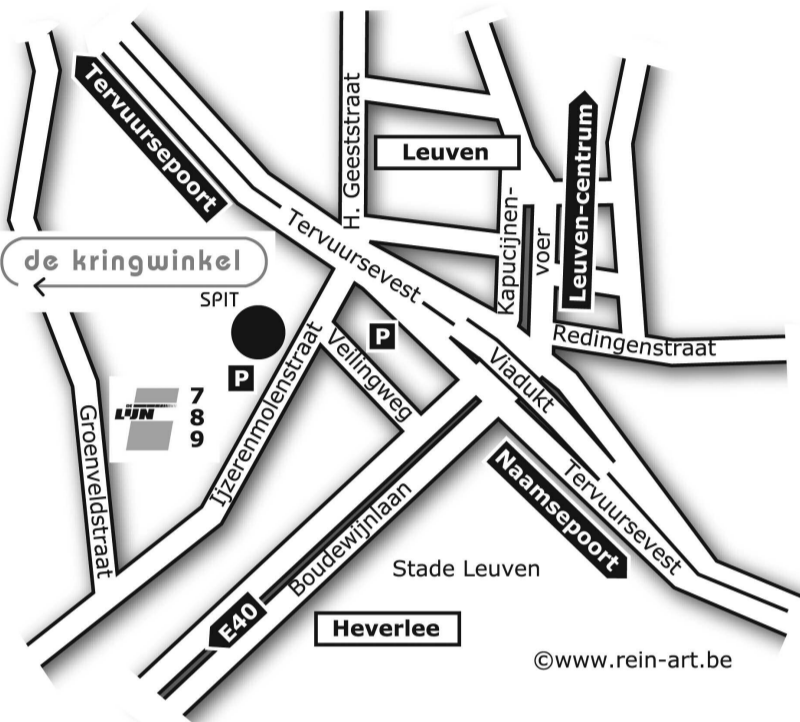 Tervuursepoort
H. Geeststraat
Leuven
Leuven-centrum
Kapucijnen-
voer
Tervuursevest
de kringwinkel
SPIT
P
P
Redingenstraat
Viadukt
Veilingweg
Ijzerenmolenstraat
LIJN
7
8
9
Groenveldstraat
Naamsepoort
Tervuursevest
Boudewijnlaan
Stade Leuven
E40
Heverlee
©www.rein-art.be